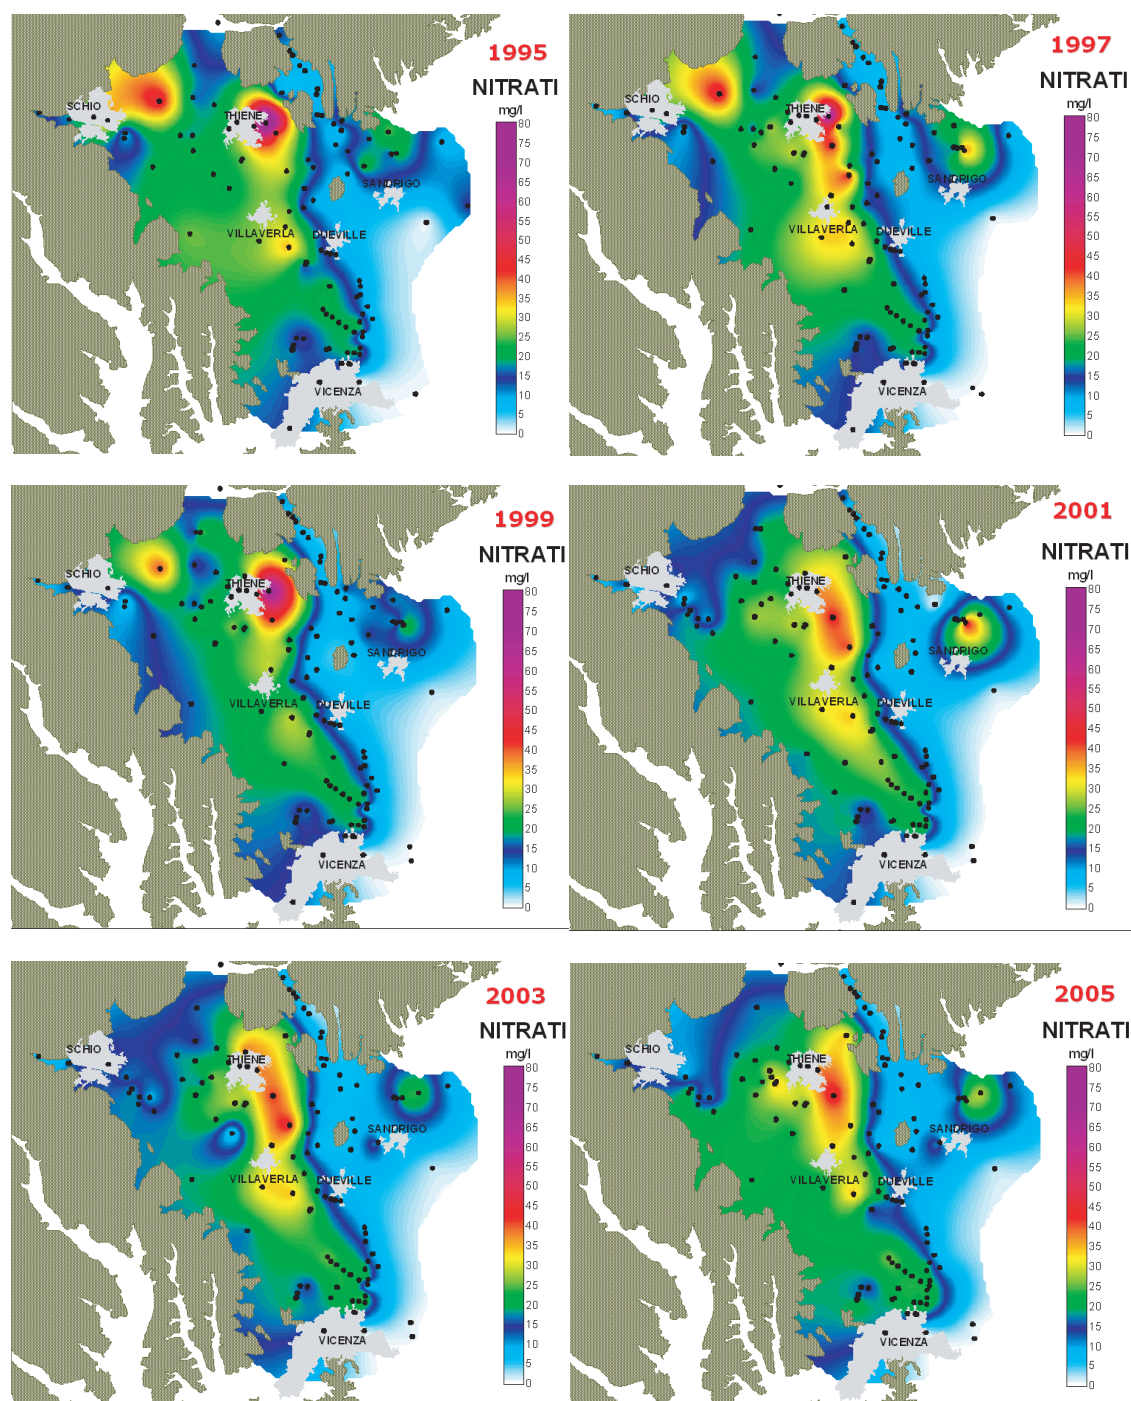 1995
NITRATI
mg/l
80
75
70
65
60
55
50
45
40
35
30
25
20
15
10
5
0
SCHIO
THIENE
SANDRIGO
VILLAVERLA
DUEVILLE
VICENZA
1997
NITRATI
mg/l
80
75
70
65
60
55
50
45
40
35
30
25
20
15
10
5
0
SCHIO
THIENE
SANDRIGO
VILLAVERLA
DUEVILLE
VICENZA
1999
NITRATI
mg/l
80
75
70
65
60
55
50
45
40
35
30
25
20
15
10
5
0
SCHIO
THIENE
SANDRIGO
VILLAVERLA
DUEVILLE
VICENZA
2001
NITRATI
mg/l
80
75
70
65
60
55
50
45
40
35
30
25
20
15
10
5
0
SCHIO
THIENE
SANDRIGO
VILLAVERLA
DUEVILLE
VICENZA
2003
NITRATI
mg/l
80
75
70
65
60
55
50
45
40
35
30
25
20
15
10
5
0
SCHIO
THIENE
SANDRIGO
VILLAVERLA
DUEVILLE
VICENZA
2005
NITRATI
mg/l
80
75
70
65
60
55
50
45
40
35
30
25
20
15
10
5
0
SCHIO
THIENE
SANDRIGO
VILLAVERLA
DUEVILLE
VICENZA